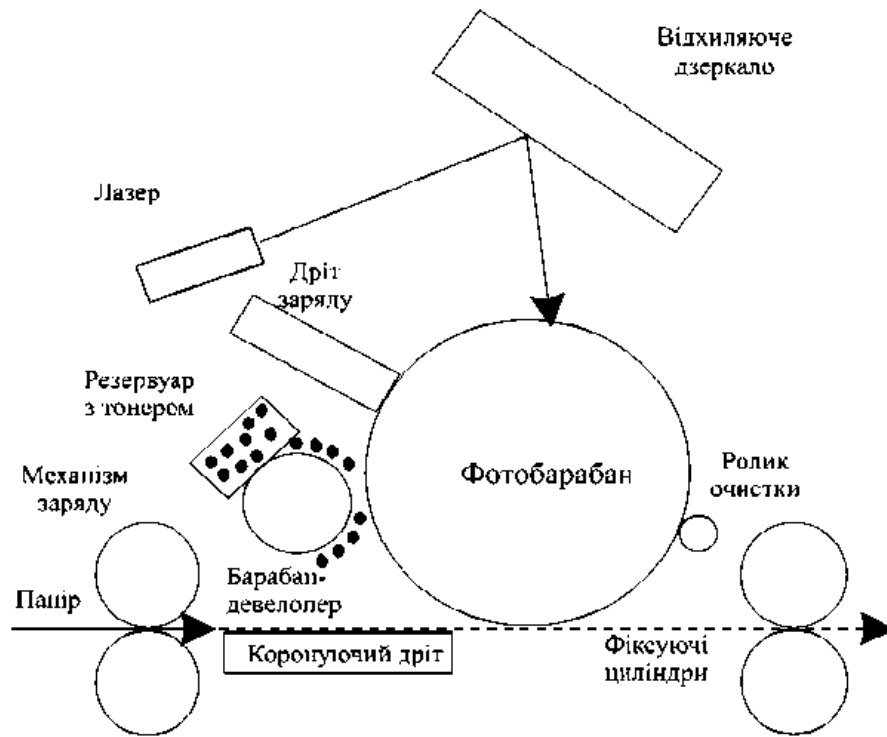 Відхиляюче
дзеркало
Лазер
Дріт
заряду
Резервуар
з тонером
Механізм
заряду
Фотобарабан
Ролик
очистки
Папір
Барабан-
девелопер
Коронуючий дріт
Фіксуючі
циліндри